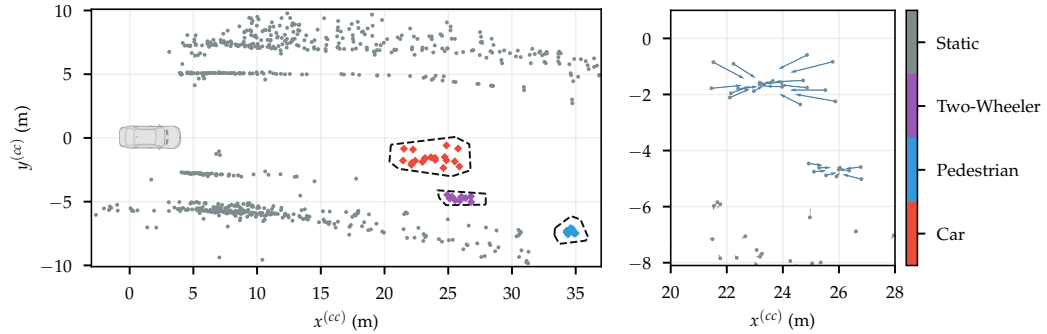 10
5
0
−5
−10
y^(cc) (m)
0 5 10 15 20 25 30 35
x^(cc) (m)
0
−2
−4
−6
−8
20 22 24 26 28
x^(cc) (m)
Static
Two-Wheeler
Pedestrian
Car